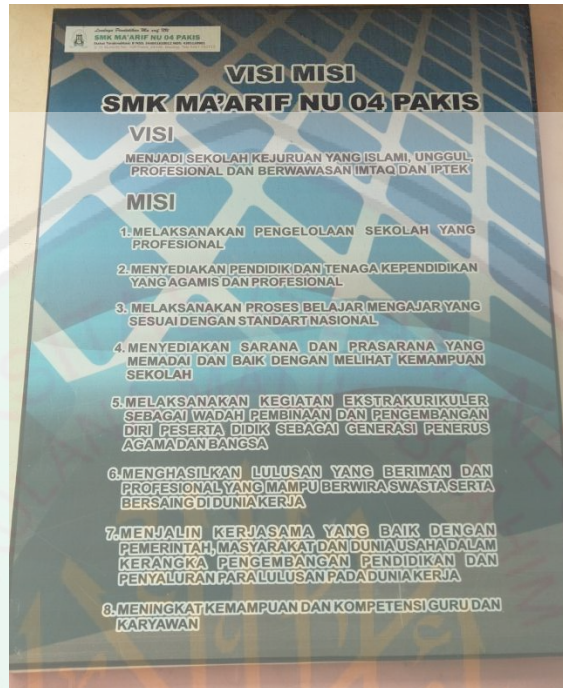 Lembaga Pendidikan Ma'arif NU
SMK MA'ARIF NU 04 PAKIS
VISI MISI
SMK MA'ARIF NU 04 PAKIS
VISI
MENJADI SEKOLAH KEJURUAN YANG ISLAMI, UNGGUL,
PROFESIONAL DAN BERWAWASAN IMTAQ DAN IPTEK
MISI
1. MELAKSANAKAN PENGELOLAAN SEKOLAH YANG
PROFESIONAL
2. MENYEDIAKAN PENDIDIK DAN TENAGA KEPENDIDIKAN
YANG AGAMIS DAN PROFESIONAL
3. MELAKSANAKAN PROSES BELAJAR MENGAJAR YANG
SESUAI DENGAN STANDART NASIONAL
4. MENYEDIAKAN SARANA DAN PRASARANA YANG
MEMADAI DAN BAIK DENGAN MELIHAT KEMAMPUAN
SEKOLAH
5. MELAKSANAKAN KEGIATAN EKSTRAKURIKULER
SEBAGAI WADAH PEMBINAAN DAN PENGEMBANGAN
DIRI PESERTA DIDIK SEBAGAI GENERASI PENERUS
AGAMA DAN BANGSA
6. MENGHASILKAN LULUSAN YANG BERIMAN DAN
PROFESIONAL YANG MAMPU BERWIRA SWASTA SERTA
BERSAING DI DUNIA KERJA
7. MENJALIN KERJASAMA YANG BAIK DENGAN
PEMERINTAH, MASYARAKAT DAN DUNIA USAHA DALAM
KERANGKA PENGEMBANGAN PENDIDIKAN DAN
PENYALURAN PARA LULUSAN PADA DUNIA KERJA
8. MENINGKAT KEMAMPUAN DAN KOMPETENSI GURU DAN
KARYAWAN